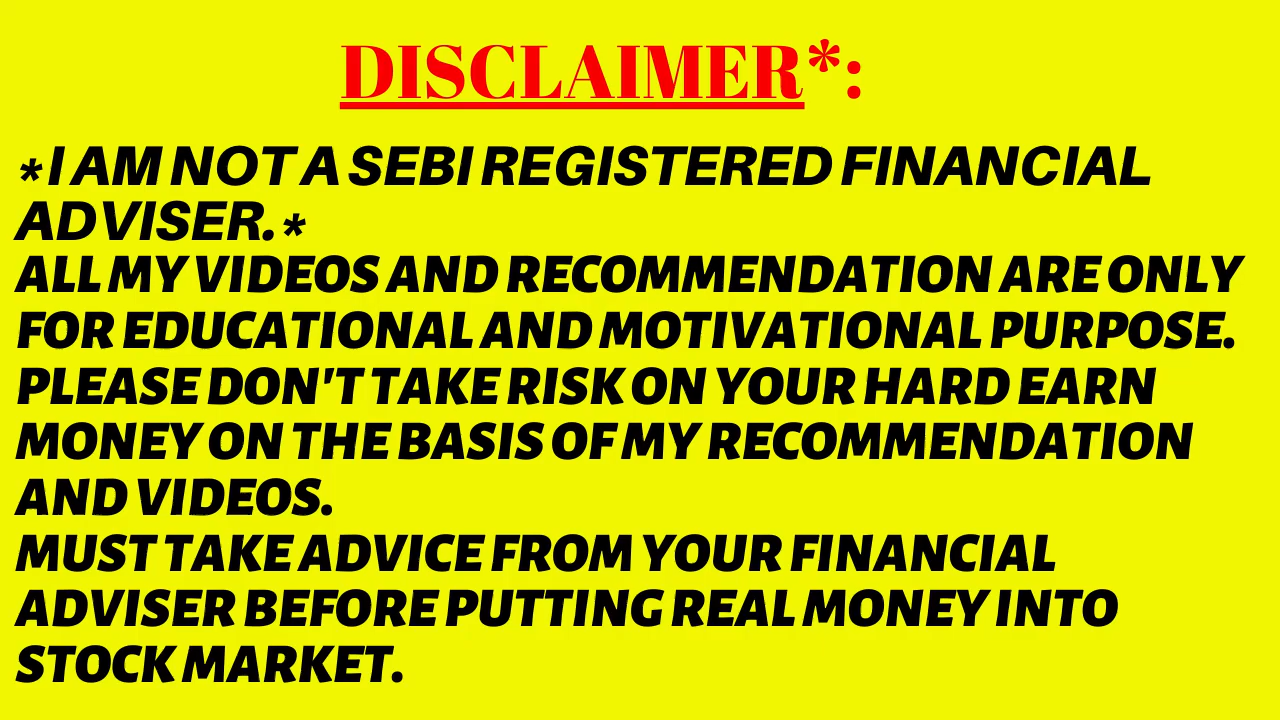 DISCLAIMER*:
*I AM NOT A SEBI REGISTERED FINANCIAL
ADVISER.*
ALL MY VIDEOS AND RECOMMENDATION ARE ONLY
FOR EDUCATIONAL AND MOTIVATIONAL PURPOSE.
PLEASE DON'T TAKE RISK ON YOUR HARD EARN
MONEY ON THE BASIS OF MY RECOMMENDATION
AND VIDEOS.
MUST TAKE ADVICE FROM YOUR FINANCIAL
ADVISER BEFORE PUTTING REAL MONEY INTO
STOCK MARKET.